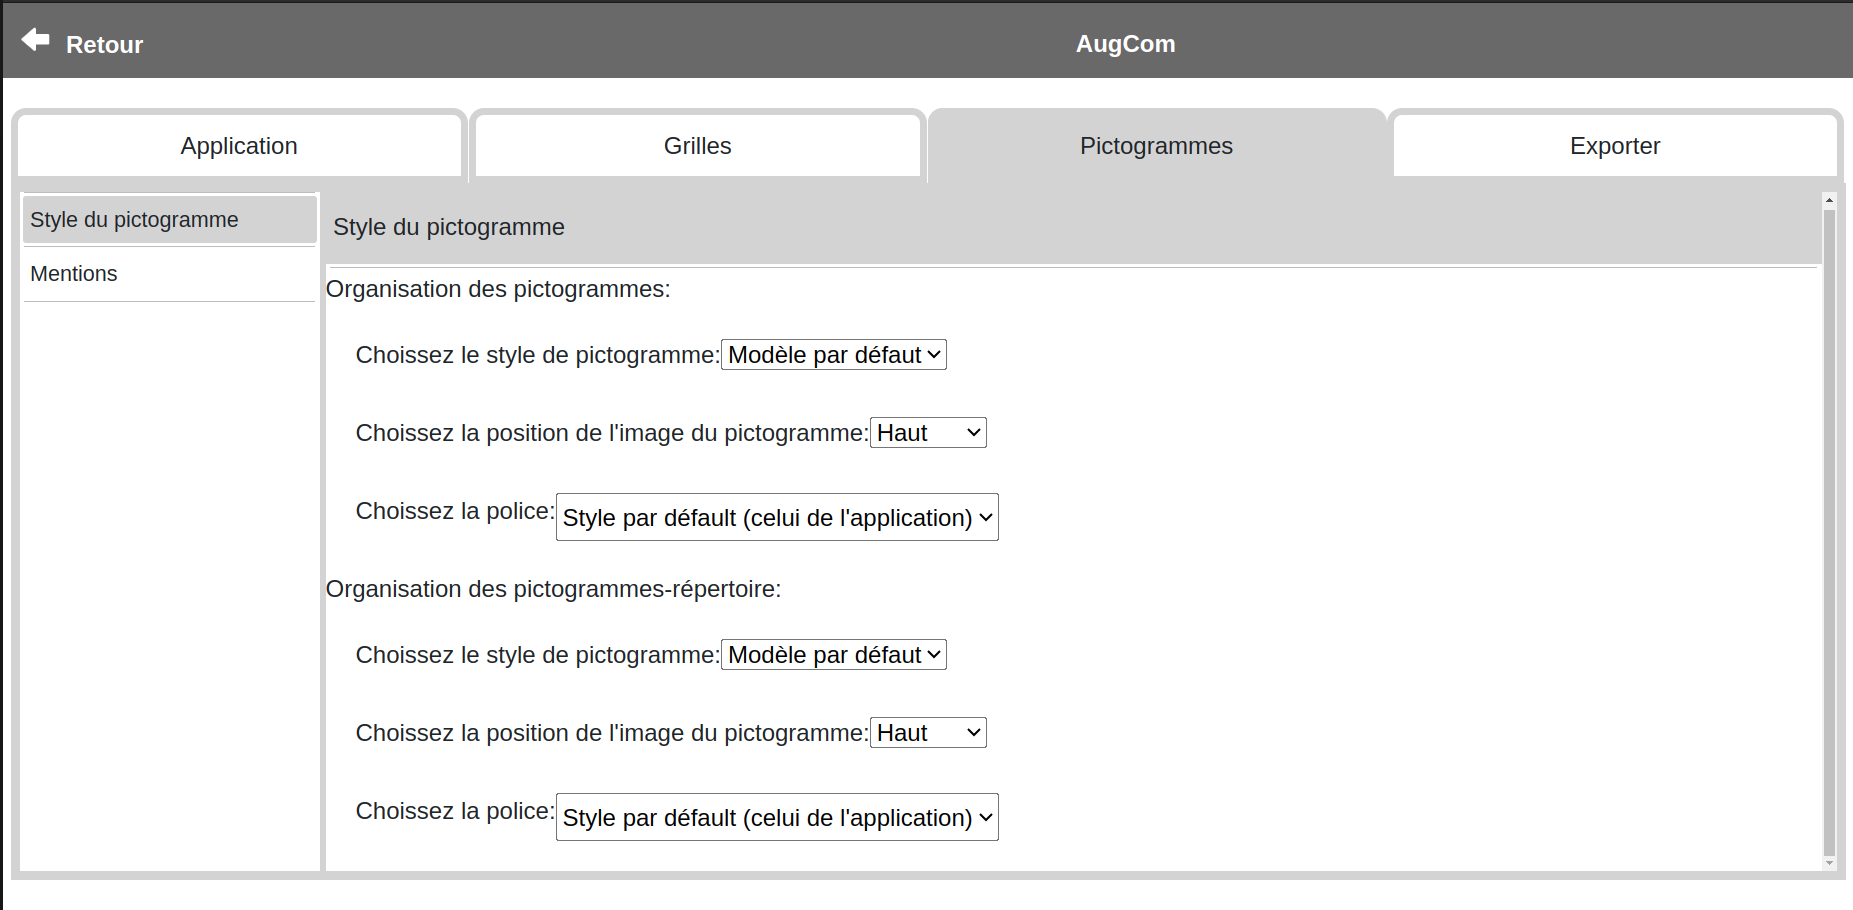 Retour
AugCom
Application
Grilles
Pictogrammes
Exporter
Style du pictogramme
Mentions
Style du pictogramme
Organisation des pictogrammes:
Choissez le style de pictogramme: Modèle par défaut
Choissez la position de l'image du pictogramme: Haut
Choissez la police: Style par défault (celui de l'application)
Organisation des pictogrammes-répertoire:
Choissez le style de pictogramme: Modèle par défaut
Choissez la position de l'image du pictogramme: Haut
Choissez la police: Style par défault (celui de l'application)